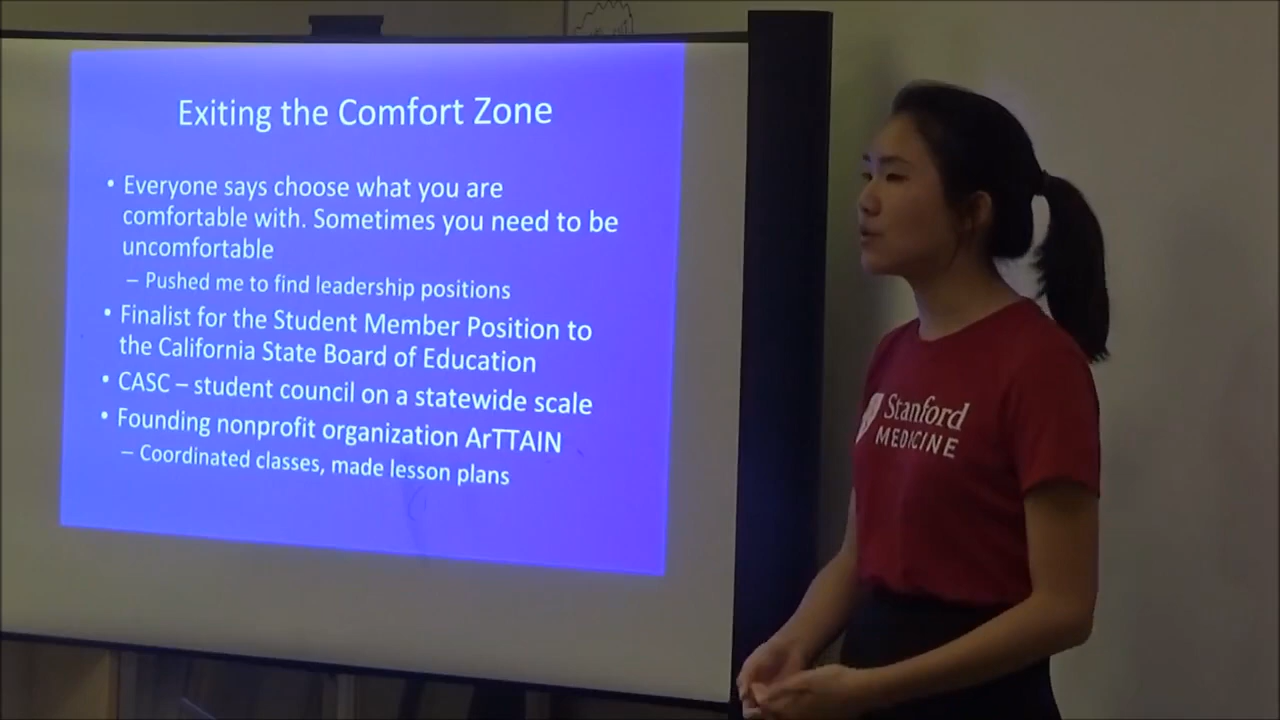 Exiting the Comfort Zone
• Everyone says choose what you are
comfortable with. Sometimes you need to be
uncomfortable
– Pushed me to find leadership positions
• Finalist for the Student Member Position to
the California State Board of Education
• CASC – student council on a statewide scale
• Founding nonprofit organization ArTTAIN
– Coordinated classes, made lesson plans
Stanford
MEDICINE